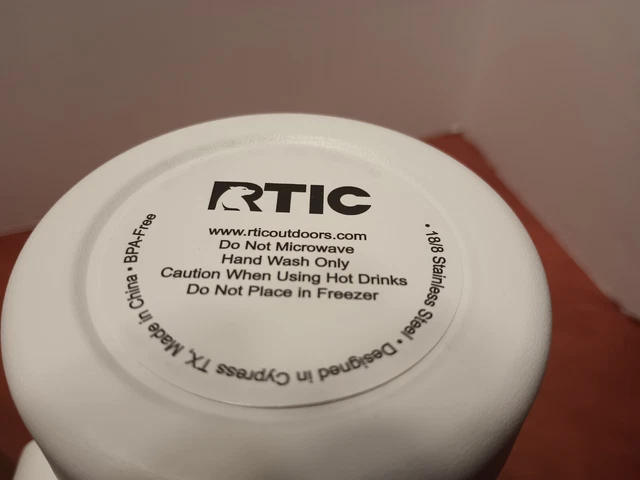 RTIC
www.rticoutdoors.com
Do Not Microwave
Hand Wash Only
Caution When Using Hot Drinks
Do Not Place in Freezer
• 18/8 Stainless Steel • Designed in Cypress TX, Made in China • BPA-Free